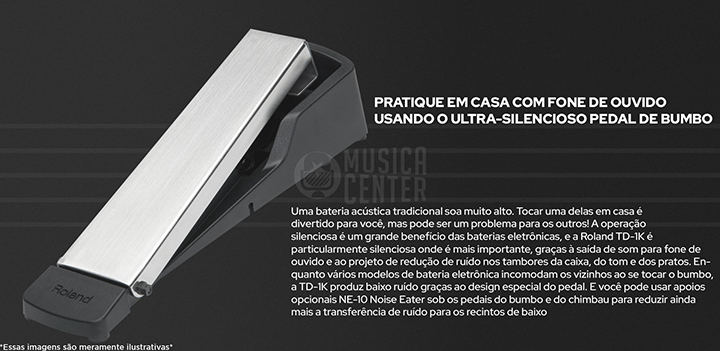 PRATIQUE EM CASA COM FONE DE OUVIDO
USANDO O ULTRA-SILENCIOSO PEDAL DE BUMBO
MUSICA
CENTER
Uma bateria acústica tradicional soa muito alto. Tocar uma delas em casa é
divertido para você, mas pode ser um problema para os outros! A operação
silenciosa é um grande benefício das baterias eletrônicas, e a Roland TD-1K é
particularmente silenciosa onde é mais importante, graças à saída de som para fone de
ouvido e ao projeto de redução de ruído nos tambores da caixa, do tom e dos pratos. En-
quanto vários modelos de bateria eletrônica incomodam os vizinhos ao se tocar o bumbo,
a TD-1K produz baixo ruído graças ao design especial do pedal. E você pode usar apoios
opcionais NE-10 Noise Eater sob os pedais do bumbo e do chimbau para reduzir ainda
mais a transferência de ruído para os recintos de baixo
Roland
*Essas imagens são meramente ilustrativas*